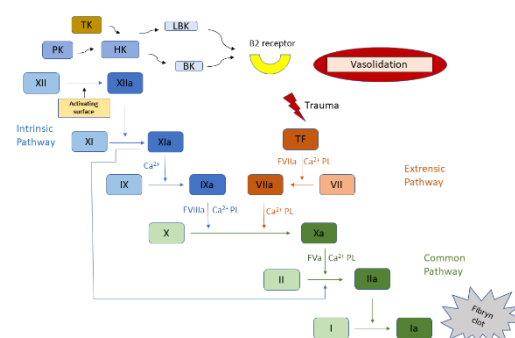 TK
LBK
PK
HK
BK
B2 receptor
Vasolidation
XII
XIIa
Activating
surface
Trauma
Intrinsic
Pathway
XI
XIa
TF
Ca²⁺
FVIIa
Ca²⁺ PL
Extrensic
Pathway
IX
IXa
VIIa
VII
FVIIIa
Ca²⁺ PL
Ca²⁺ PL
X
Xa
FVa
Ca²⁺ PL
Common
Pathway
II
IIa
Fibryn
clot
I
Ia